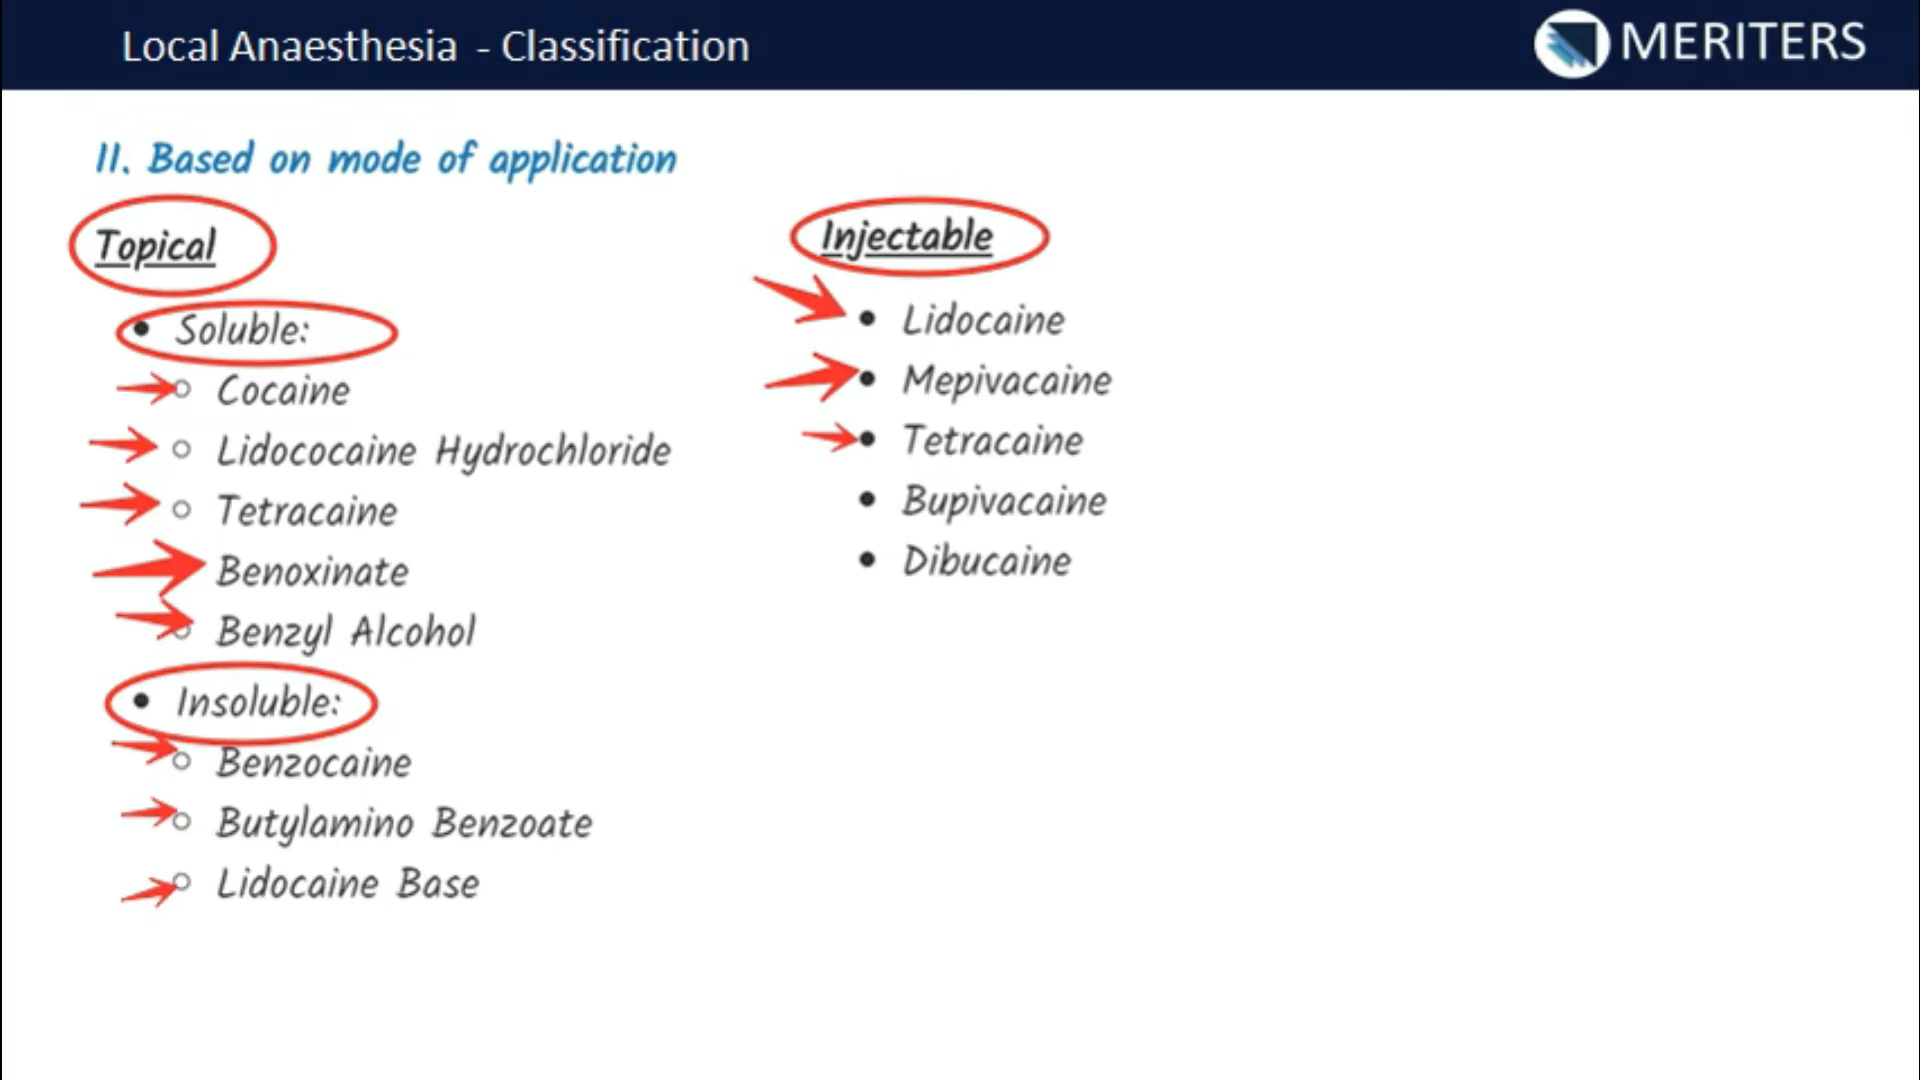 Local Anaesthesia - Classification
MERITERS
II. Based on mode of application
Topical
• Soluble:
○ Cocaine
○ Lidococaine Hydrochloride
○ Tetracaine
Benoxinate
○ Benzyl Alcohol
• Insoluble:
○ Benzocaine
○ Butylamino Benzoate
○ Lidocaine Base
Injectable
• Lidocaine
• Mepivacaine
• Tetracaine
• Bupivacaine
• Dibucaine